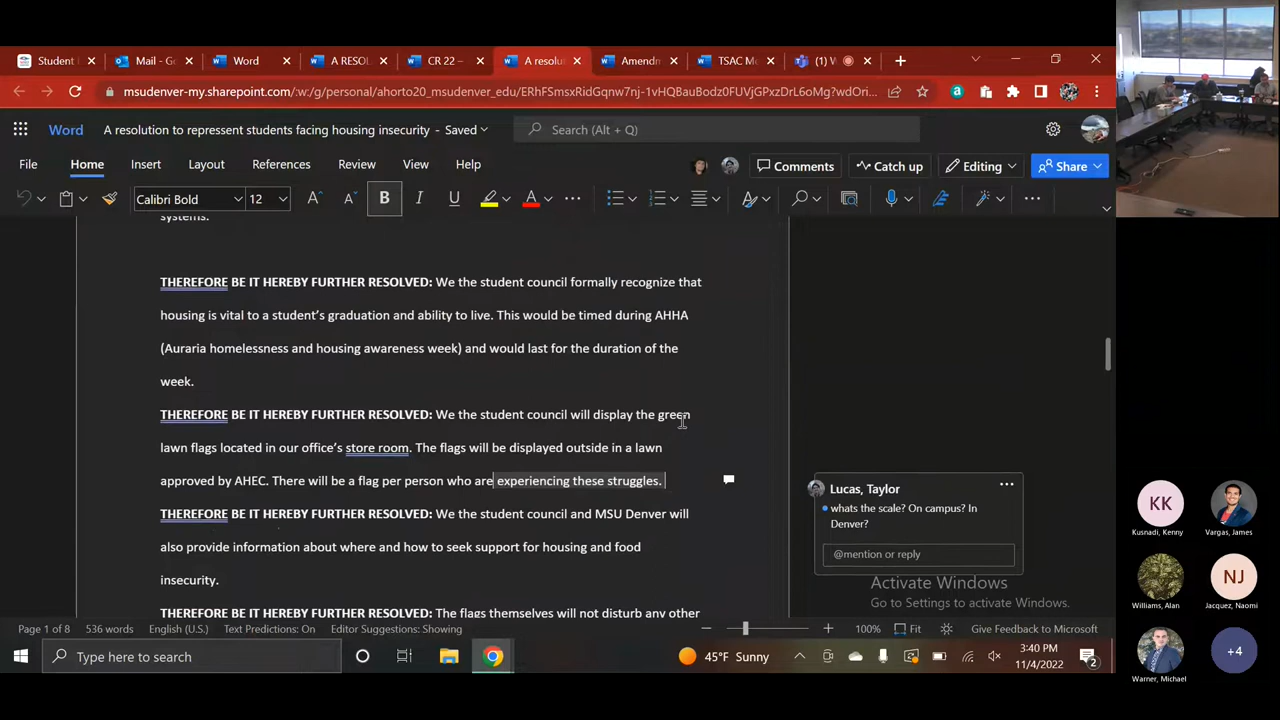 Student
Mail - Ge
Word
A RESOL
CR 22 –
A resolu
Amendm
TSAC Me
(1) W
msudenver-my.sharepoint.com/:w:/g/personal/ahorto20_msudenver_edu/ERhFSmsxRidGqnw7nj-1vHQBauBodz0FUVjGPxzDrL6oMg?wdOri...
Word
A resolution to repressent students facing housing insecurity - Saved
Search (Alt + Q)
File
Home
Insert
Layout
References
Review
View
Help
Comments
Catch up
Editing
Share
Calibri Bold
12
B
I
U
A
systems.
THEREFORE BE IT HEREBY FURTHER RESOLVED: We the student council formally recognize that
housing is vital to a student's graduation and ability to live. This would be timed during AHHA
(Auraria homelessness and housing awareness week) and would last for the duration of the
week.
THEREFORE BE IT HEREBY FURTHER RESOLVED: We the student council will display the green
lawn flags located in our office's store room. The flags will be displayed outside in a lawn
approved by AHEC. There will be a flag per person who are experiencing these struggles.
THEREFORE BE IT HEREBY FURTHER RESOLVED: We the student council and MSU Denver will
also provide information about where and how to seek support for housing and food
insecurity.
THEREFORE BE IT HEREBY FURTHER RESOLVED: The flags themselves will not disturb any other
Lucas, Taylor
whats the scale? On campus? In
Denver?
@mention or reply
Activate Windows
Go to Settings to activate Windows.
Page 1 of 8
536 words
English (U.S.)
Text Predictions: On
Editor Suggestions: Showing
100%
Fit
Give Feedback to Microsoft
Type here to search
45°F Sunny
3:40 PM
11/4/2022
2
KK
Kusnadi, Kenny
Vargas, James
Williams, Alan
NJ
Jacquez, Naomi
Warner, Michael
+4